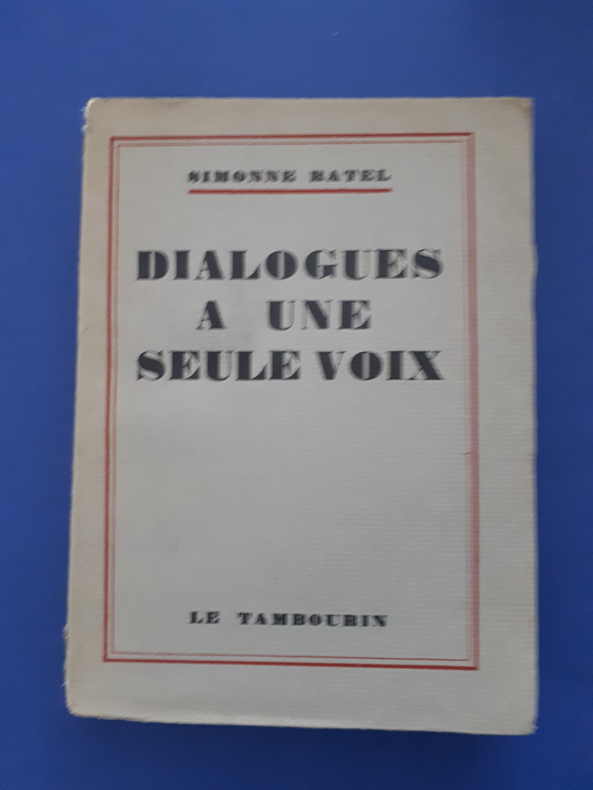 SIMONNE RATEL
DIALOGUES
A UNE
SEULE VOIX
LE TAMBOURIN